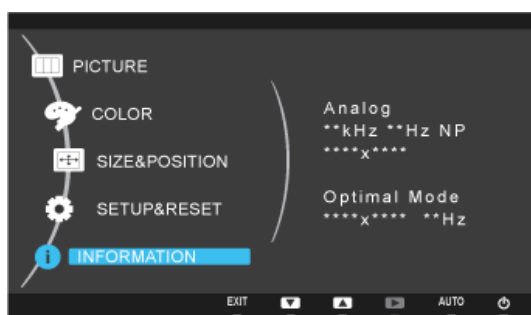 PICTURE
COLOR
SIZE&POSITION
SETUP&RESET
INFORMATION
Analog
**kHz **Hz NP
****x****
Optimal Mode
****x**** **Hz
EXIT AUTO